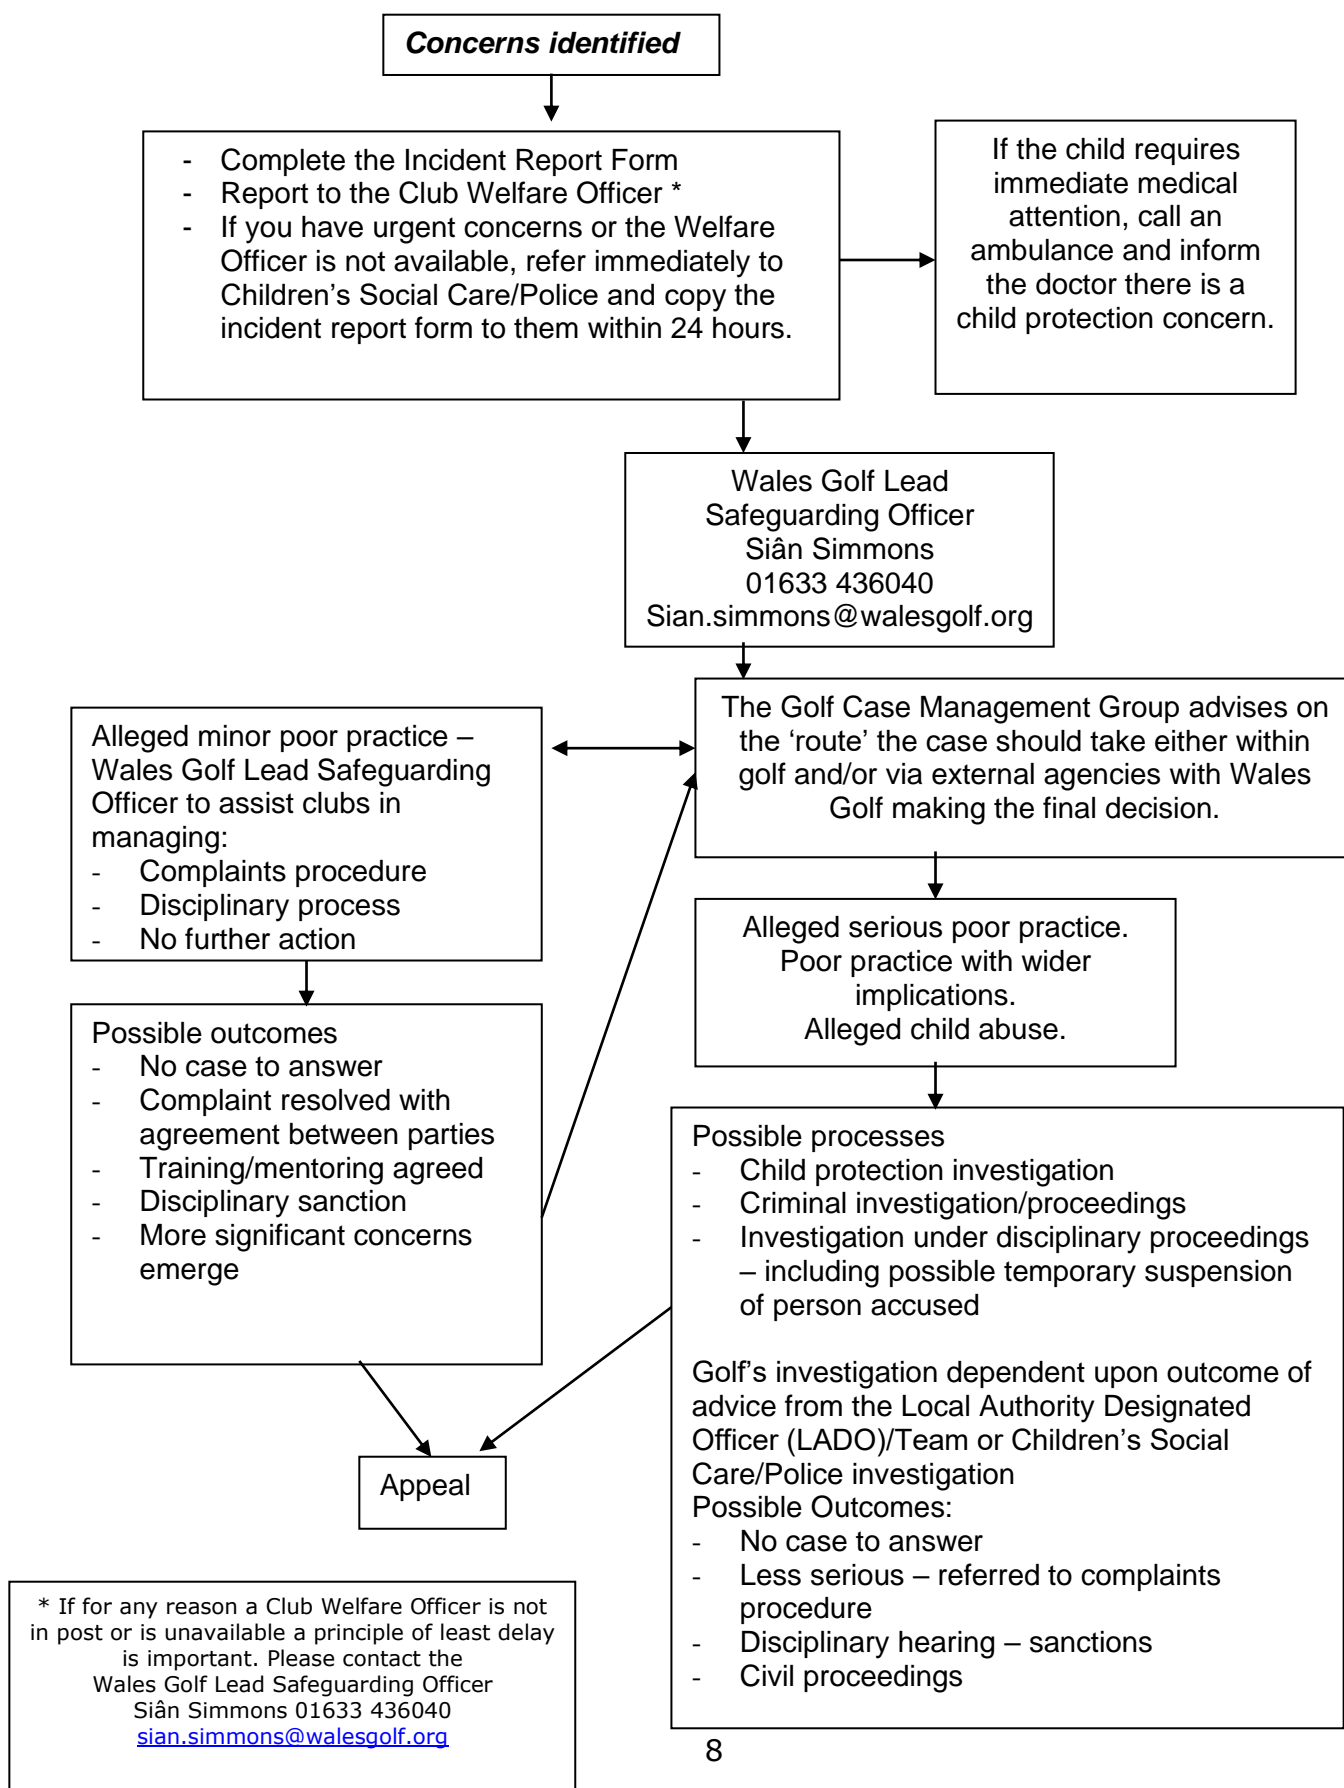 Concerns identified
- Complete the Incident Report Form
- Report to the Club Welfare Officer *
- If you have urgent concerns or the Welfare
Officer is not available, refer immediately to
Children's Social Care/Police and copy the
incident report form to them within 24 hours.
If the child requires
immediate medical
attention, call an
ambulance and inform
the doctor there is a
child protection concern.
Wales Golf Lead
Safeguarding Officer
Siân Simmons
01633 436040
Sian.simmons@walesgolf.org
The Golf Case Management Group advises on
the ‘route’ the case should take either within
golf and/or via external agencies with Wales
Golf making the final decision.
Alleged minor poor practice –
Wales Golf Lead Safeguarding
Officer to assist clubs in
managing:
- Complaints procedure
- Disciplinary process
- No further action
Alleged serious poor practice.
Poor practice with wider
implications.
Alleged child abuse.
Possible outcomes
- No case to answer
- Complaint resolved with
agreement between parties
- Training/mentoring agreed
- Disciplinary sanction
- More significant concerns
emerge
Possible processes
- Child protection investigation
- Criminal investigation/proceedings
- Investigation under disciplinary proceedings
– including possible temporary suspension
of person accused
Golf’s investigation dependent upon outcome of
advice from the Local Authority Designated
Officer (LADO)/Team or Children’s Social
Care/Police investigation
Possible Outcomes:
- No case to answer
- Less serious – referred to complaints
procedure
- Disciplinary hearing – sanctions
- Civil proceedings
Appeal
* If for any reason a Club Welfare Officer is not
in post or is unavailable a principle of least delay
is important. Please contact the
Wales Golf Lead Safeguarding Officer
Siân Simmons 01633 436040
sian.simmons@walesgolf.org
8